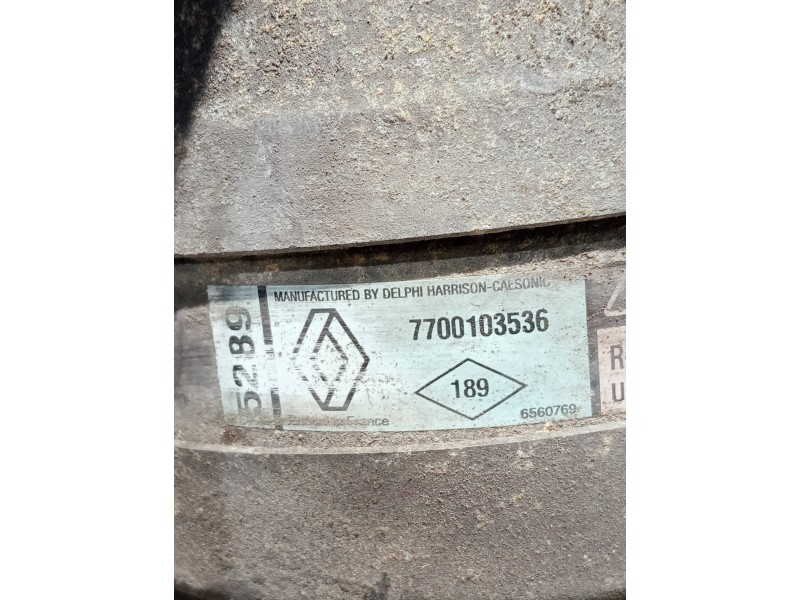 MANUFACTURED BY DELPHI HARRISON-CALSONIC
5289
7700103536
189
6560769
R
U